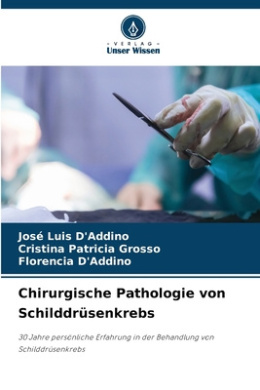 • VERLAG •
Unser Wissen
José Luis D'Addino
Cristina Patricia Grosso
Florencia D'Addino
Chirurgische Pathologie von
Schilddrüsenkrebs
30 Jahre persönliche Erfahrung in der Behandlung von
Schilddrüsenkrebs